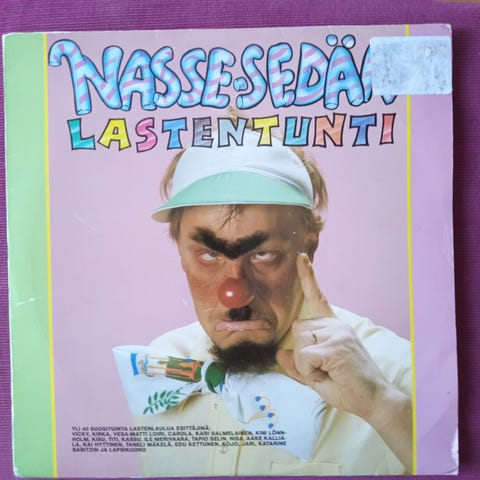 NASSE-SEDÄN
LASTENTUNTI
YLI 40 SUOSITUINTA LASTENLAULUA ESITTÄJINÄ:
VICKY, KIRKA, VESA-MATTI LOIRI, CAROLA, KARI SALMELAINEN, KIM LÖNN-
HOLM, KISU, TITI, KASSU, ILE MERIVAARA, TAPIO SELIN, NISA, AAKE KALLIA-
LA, KAI HYTTINEN, TANELI MÄKELÄ, EDU KETTUNEN, KOJO, JARI, KATARINE
BABITZIN JA LAPSIKUORO